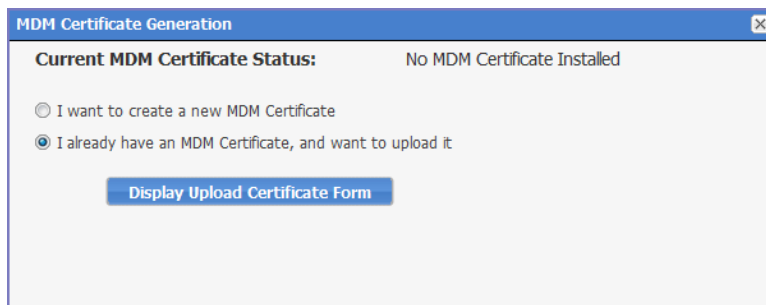 MDM Certificate Generation
Current MDM Certificate Status: No MDM Certificate Installed
I want to create a new MDM Certificate
I already have an MDM Certificate, and want to upload it
Display Upload Certificate Form